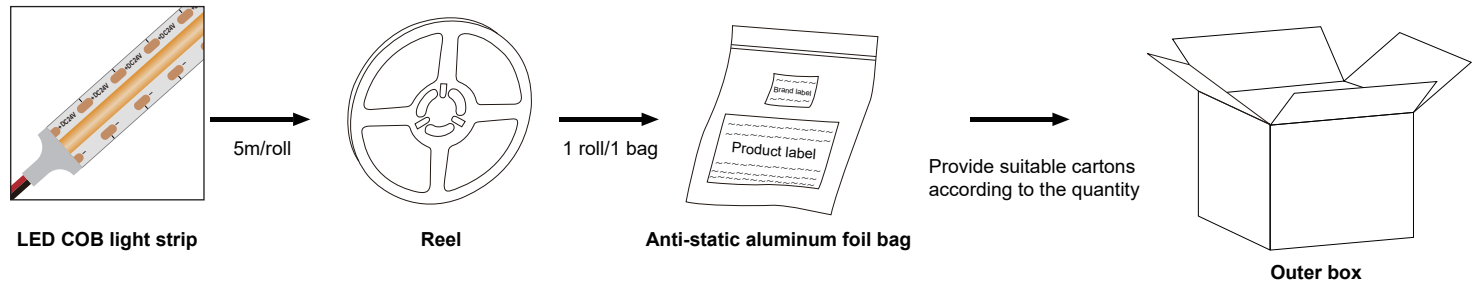 +DC24V
+DC24V
+DC24V
+DC24V
-
-
-
-
5m/roll
1 roll/1 bag
Brand label
Product label
Provide suitable cartons
according to the quantity
LED COB light strip
Reel
Anti-static aluminum foil bag
Outer box